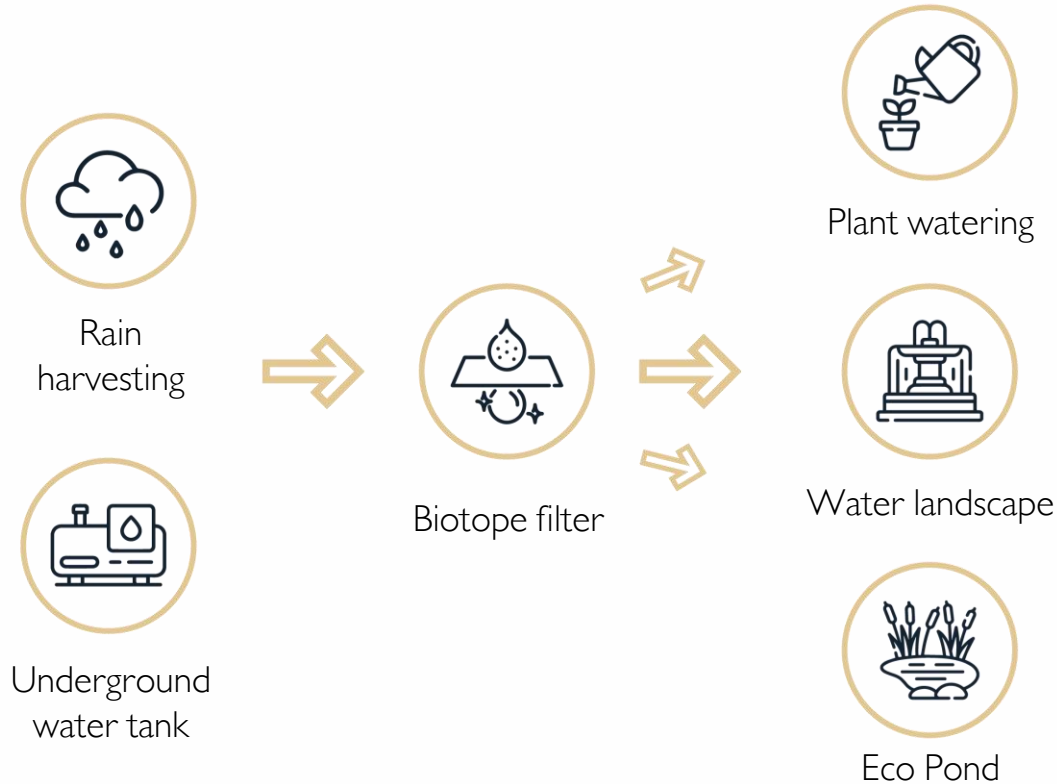 Rain
harvesting
Underground
water tank
Biotope filter
Plant watering
Water landscape
Eco Pond